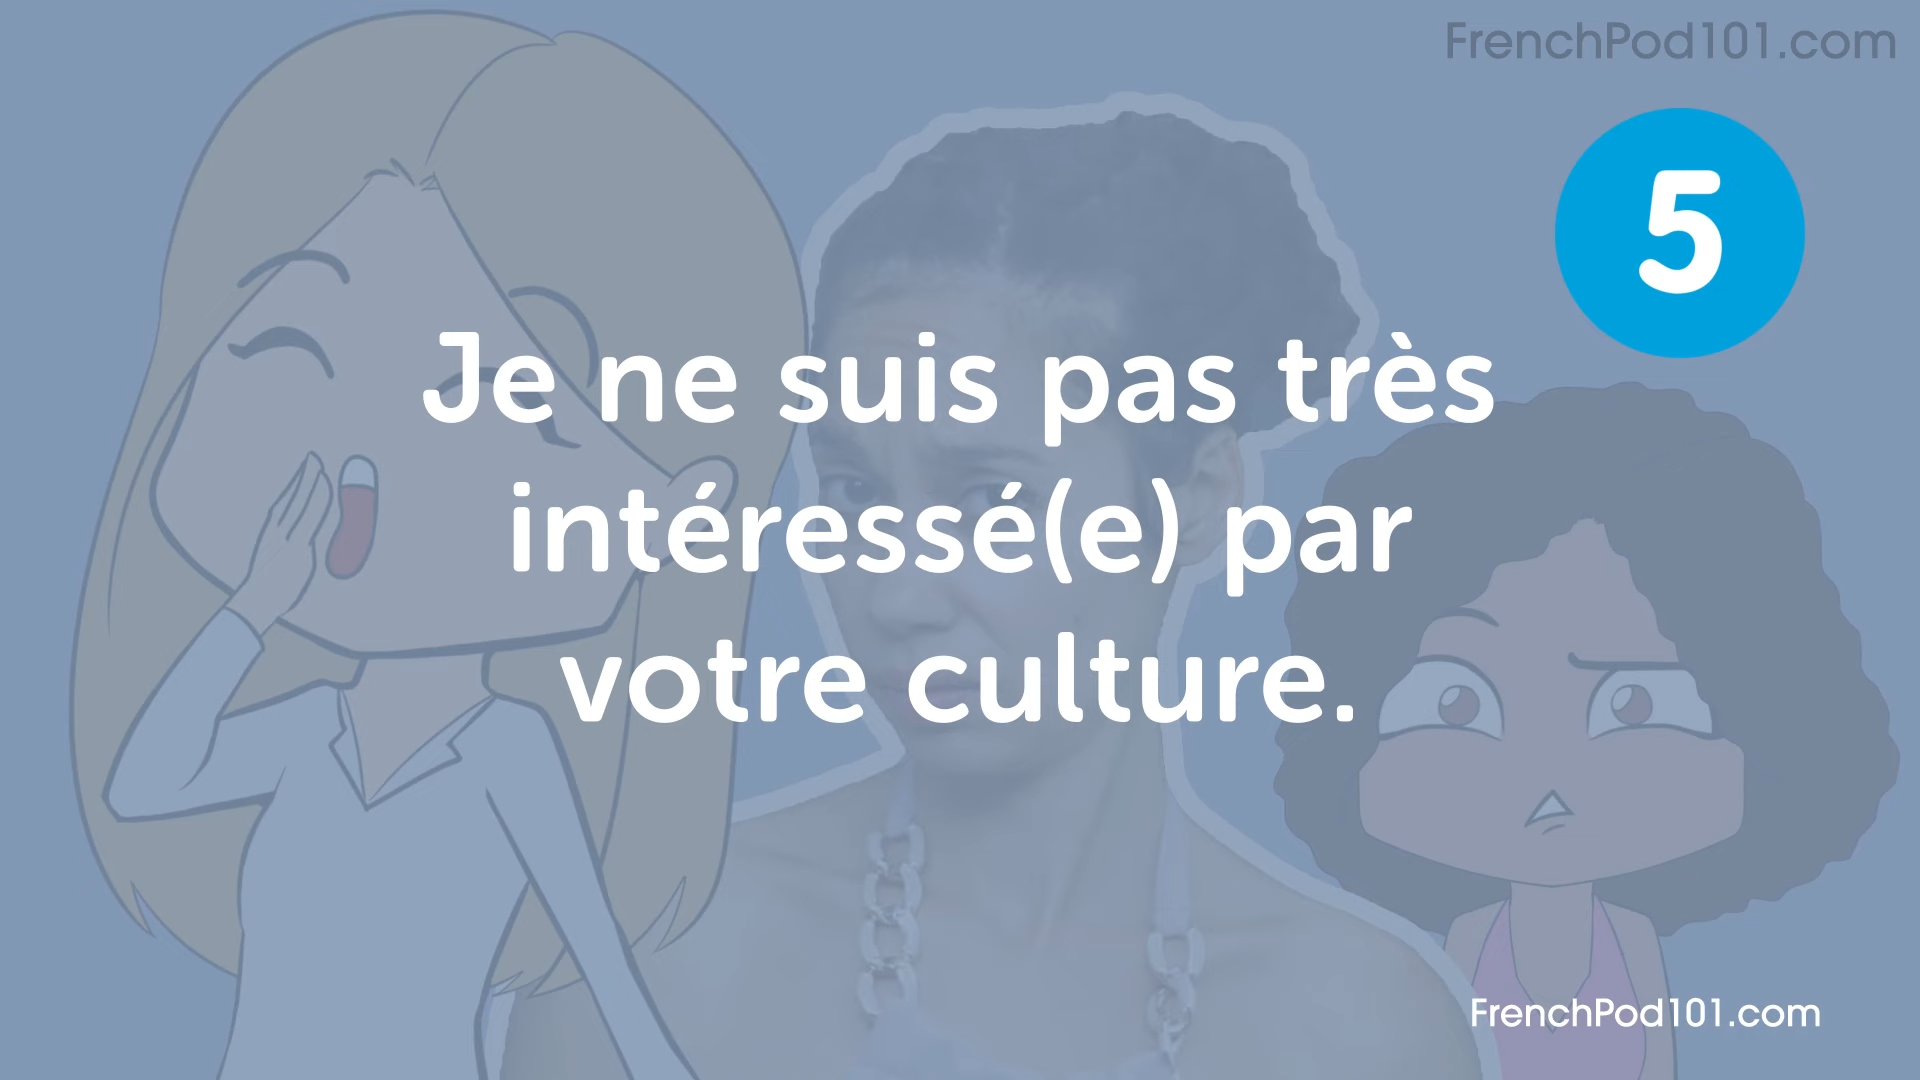 FrenchPod101.com
5
Je ne suis pas très
intéressé(e) par
votre culture.
FrenchPod101.com